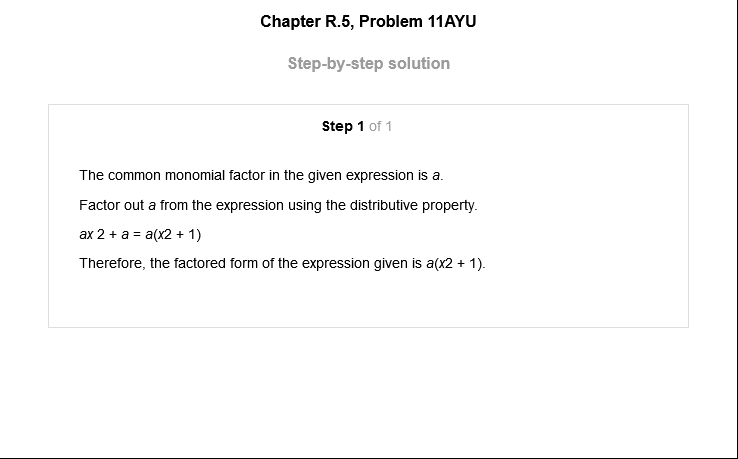 Chapter R.5, Problem 11AYU
Step-by-step solution
Step 1 of 1
The common monomial factor in the given expression is a.
Factor out a from the expression using the distributive property.
ax 2 + a = a(x2 + 1)
Therefore, the factored form of the expression given is a(x2 + 1).